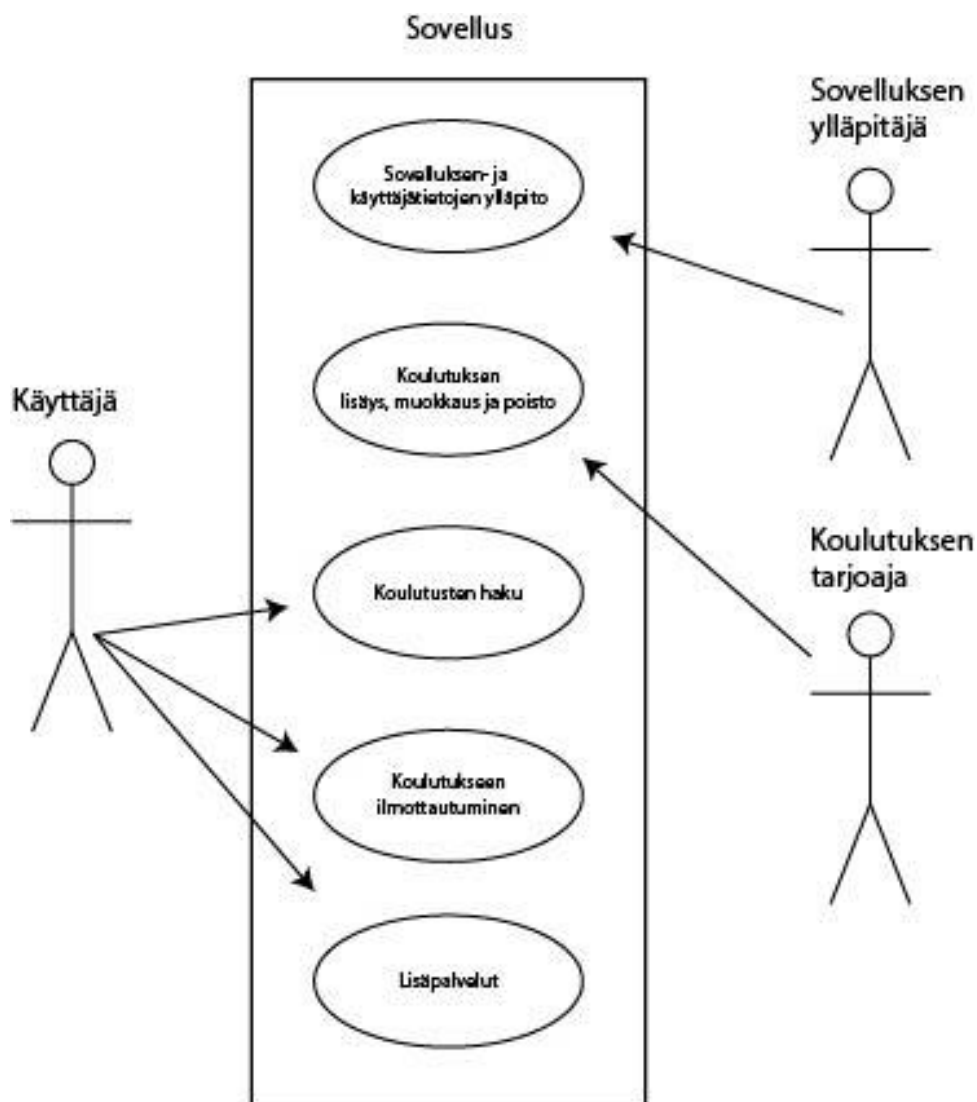 Sovellus
Sovelluksen
ylläpitäjä
Sovelluksen- ja
käyttäjätietojen ylläpito
Koulutuksen
lisäys, muokkaus ja poisto
Käyttäjä
Koulutuksen
tarjoaja
Koulutusten haku
Koulutukseen
ilmottautuminen
Lisäpalvelut